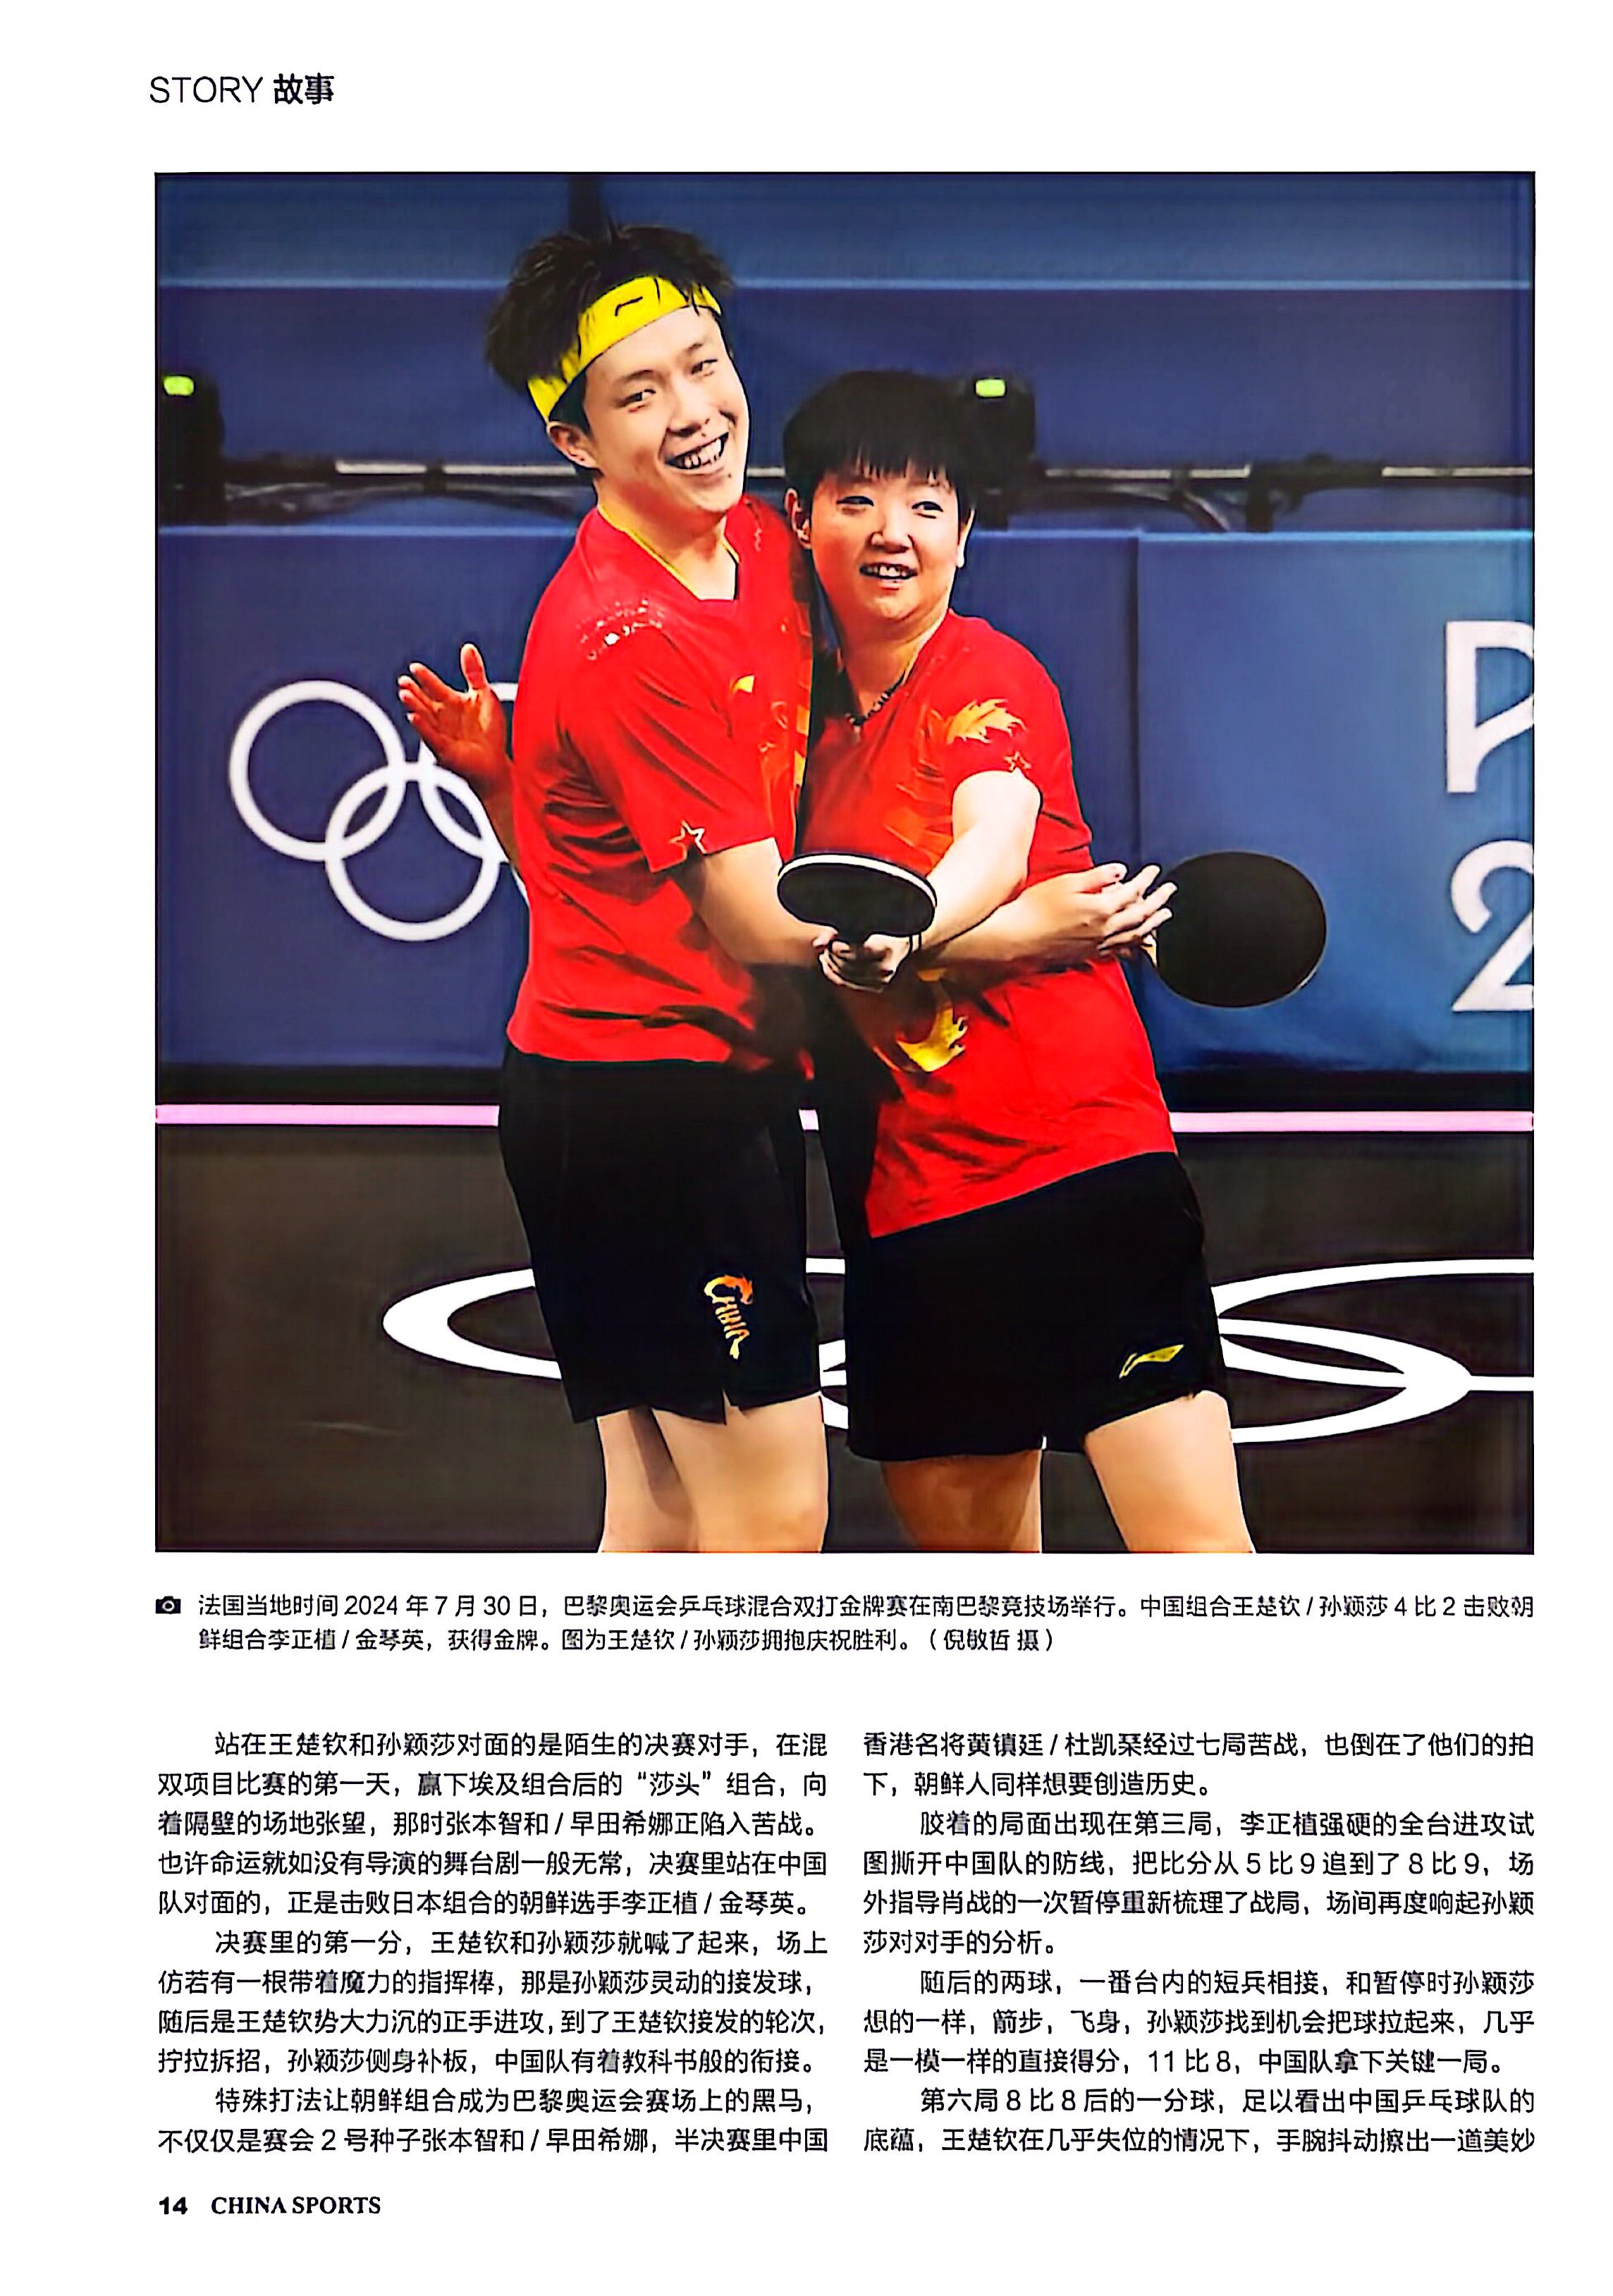 STORY 故事
P
2
CHINA
法国当地时间 2024 年 7 月 30 日，巴黎奥运会乒乓球混合双打金牌赛在南巴黎竞技场举行。中国组合王楚钦 / 孙颖莎 4 比 2 击败朝
鲜组合李正植 / 金琴英，获得金牌。图为王楚钦 / 孙颖莎拥抱庆祝胜利。（倪敏哲 摄）
站在王楚钦和孙颖莎对面的是陌生的决赛对手，在混
双项目比赛的第一天，赢下埃及组合后的“莎头”组合，向
着隔壁的场地张望，那时张本智和 / 早田希娜正陷入苦战。
也许命运就如没有导演的舞台剧一般无常，决赛里站在中国
队对面的，正是击败日本组合的朝鲜选手李正植 / 金琴英。
决赛里的第一分，王楚钦和孙颖莎就喊了起来，场上
仿若有一根带着魔力的指挥棒，那是孙颖莎灵动的接发球，
随后是王楚钦势大力沉的正手进攻，到了王楚钦接发的轮次，
拧拉拆招，孙颖莎侧身补板，中国队有着教科书般的衔接。
特殊打法让朝鲜组合成为巴黎奥运会赛场上的黑马，
不仅仅是赛会 2 号种子张本智和 / 早田希娜，半决赛里中国
香港名将黄镇廷 / 杜凯琹经过七局苦战，也倒在了他们的拍
下，朝鲜人同样想要创造历史。
胶着的局面出现在第三局，李正植强硬的全台进攻试
图撕开中国队的防线，把比分从 5 比 9 追到了 8 比 9，场
外指导肖战的一次暂停重新梳理了战局，场间再度响起孙颖
莎对对手的分析。
随后的两球，一番台内的短兵相接，和暂停时孙颖莎
想的一样，箭步，飞身，孙颖莎找到机会把球拉起来，几乎
是一模一样的直接得分，11 比 8，中国队拿下关键一局。
第六局 8 比 8 后的一分球，足以看出中国乒乓球队的
底蕴，王楚钦在几乎失位的情况下，手腕抖动擦出一道美妙
14 CHINA SPORTS